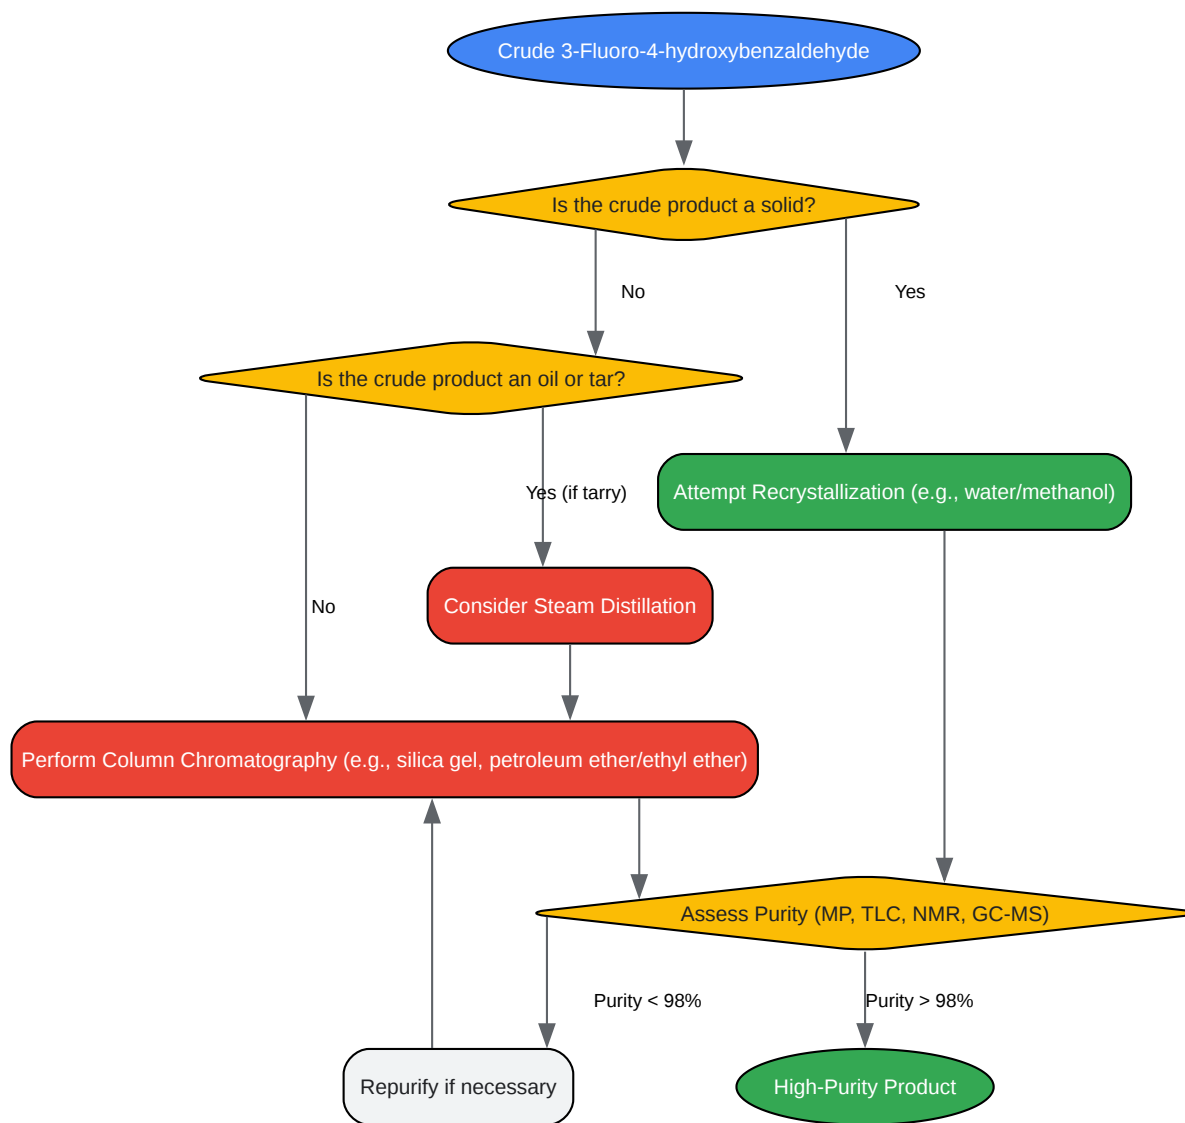 Crude 3-Fluoro-4-hydroxybenzaldehyde
Is the crude product a solid?
No
Yes
Is the crude product an oil or tar?
Yes (if tarry)
Attempt Recrystallization (e.g., water/methanol)
No
Consider Steam Distillation
Perform Column Chromatography (e.g., silica gel, petroleum ether/ethyl ether)
Assess Purity (MP, TLC, NMR, GC-MS)
Purity < 98%
Purity > 98%
Repurify if necessary
High-Purity Product